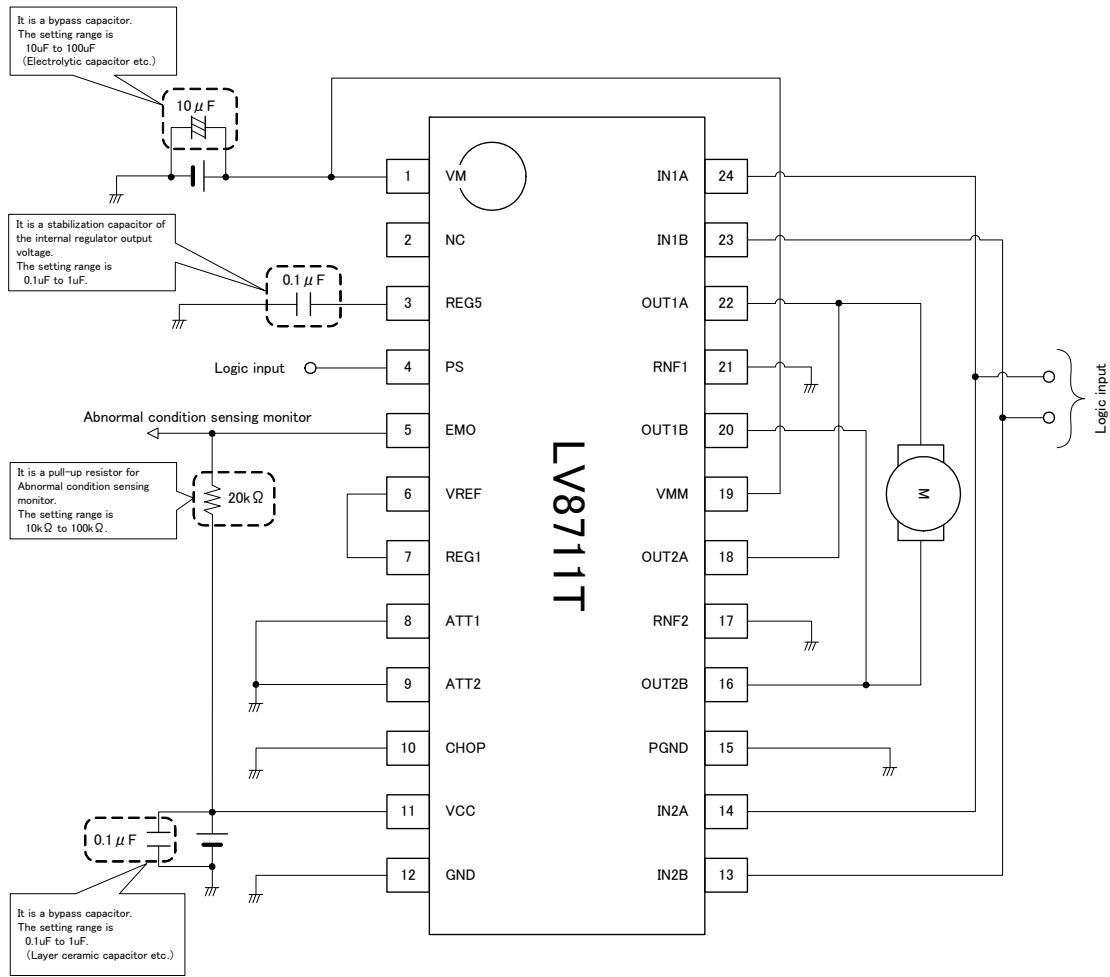 It is a bypass capacitor.
The setting range is
10uF to 100uF
(Electrolytic capacitor etc.)
10μF
It is a stabilization capacitor of
the internal regulator output
voltage.
The setting range is
0.1uF to 1uF.
0.1μF
Logic input
Abnormal condition sensing monitor
It is a pull-up resistor for
Abnormal condition sensing
monitor.
The setting range is
10kΩ to 100kΩ.
20kΩ
0.1μF
It is a bypass capacitor.
The setting range is
0.1uF to 1uF.
(Layer ceramic capacitor etc.)
1 VM
2 NC
3 REG5
4 PS
5 EMO
6 VREF
7 REG1
8 ATT1
9 ATT2
10 CHOP
11 VCC
12 GND
LV8711T
IN1A 24
IN1B 23
OUT1A 22
RNF1 21
OUT1B 20
VMM 19
OUT2A 18
RNF2 17
OUT2B 16
PGND 15
IN2A 14
IN2B 13
M
Logic input